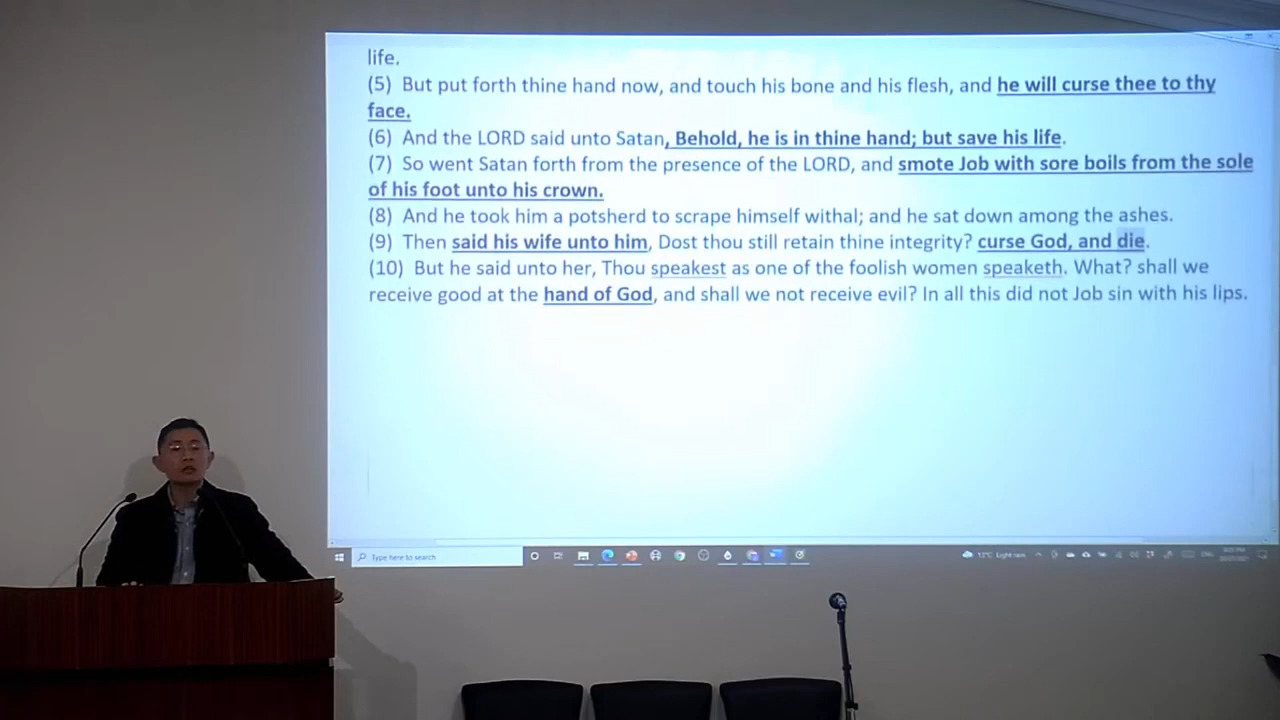 life.
(5) But put forth thine hand now, and touch his bone and his flesh, and he will curse thee to thy
face.
(6) And the LORD said unto Satan, Behold, he is in thine hand; but save his life.
(7) So went Satan forth from the presence of the LORD, and smote Job with sore boils from the sole
of his foot unto his crown.
(8) And he took him a potsherd to scrape himself withal; and he sat down among the ashes.
(9) Then said his wife unto him, Dost thou still retain thine integrity? curse God, and die.
(10) But he said unto her, Thou speakest as one of the foolish women speaketh. What? shall we
receive good at the hand of God, and shall we not receive evil? In all this did not Job sin with his lips.
Type here to search
Light rain